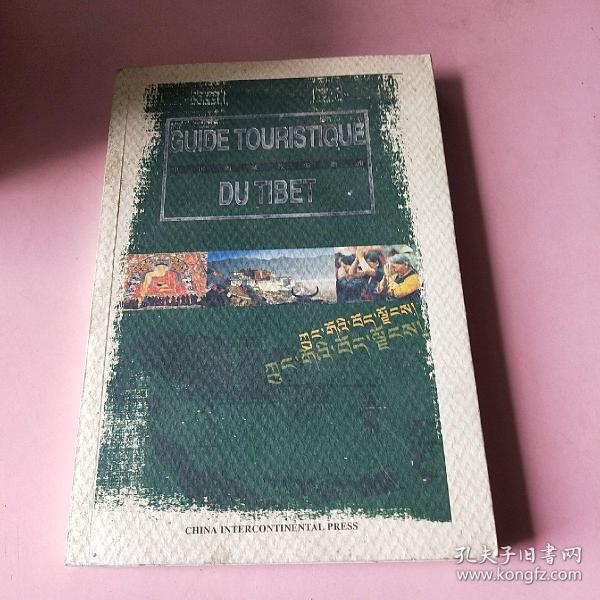 GUIDE TOURISTIQUE
DU TIBET
CHINA INTERCONTINENTAL PRESS
孔夫子旧书网
www.kongfz.com